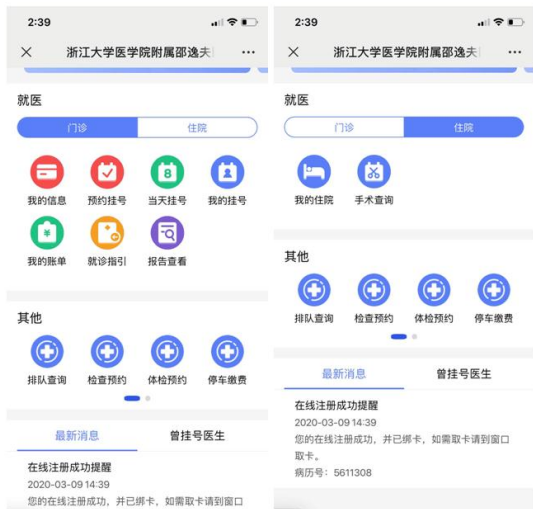 2:39
浙江大学医学院附属邵逸夫
就医
门诊
住院
我的信息
预约挂号
8
当天挂号
我的挂号
¥
我的账单
就诊指引
报告查看
其他
排队查询
检查预约
体检预约
停车缴费
最新消息
曾挂号医生
在线注册成功提醒
2020-03-09 14:39
您的在线注册成功，并已绑卡，如需取卡请到窗口
2:39
浙江大学医学院附属邵逸夫
就医
门诊
住院
我的住院
手术查询
其他
排队查询
检查预约
体检预约
停车缴费
最新消息
曾挂号医生
在线注册成功提醒
2020-03-09 14:39
您的在线注册成功，并已绑卡，如需取卡请到窗口
取卡。
病历号：5611308